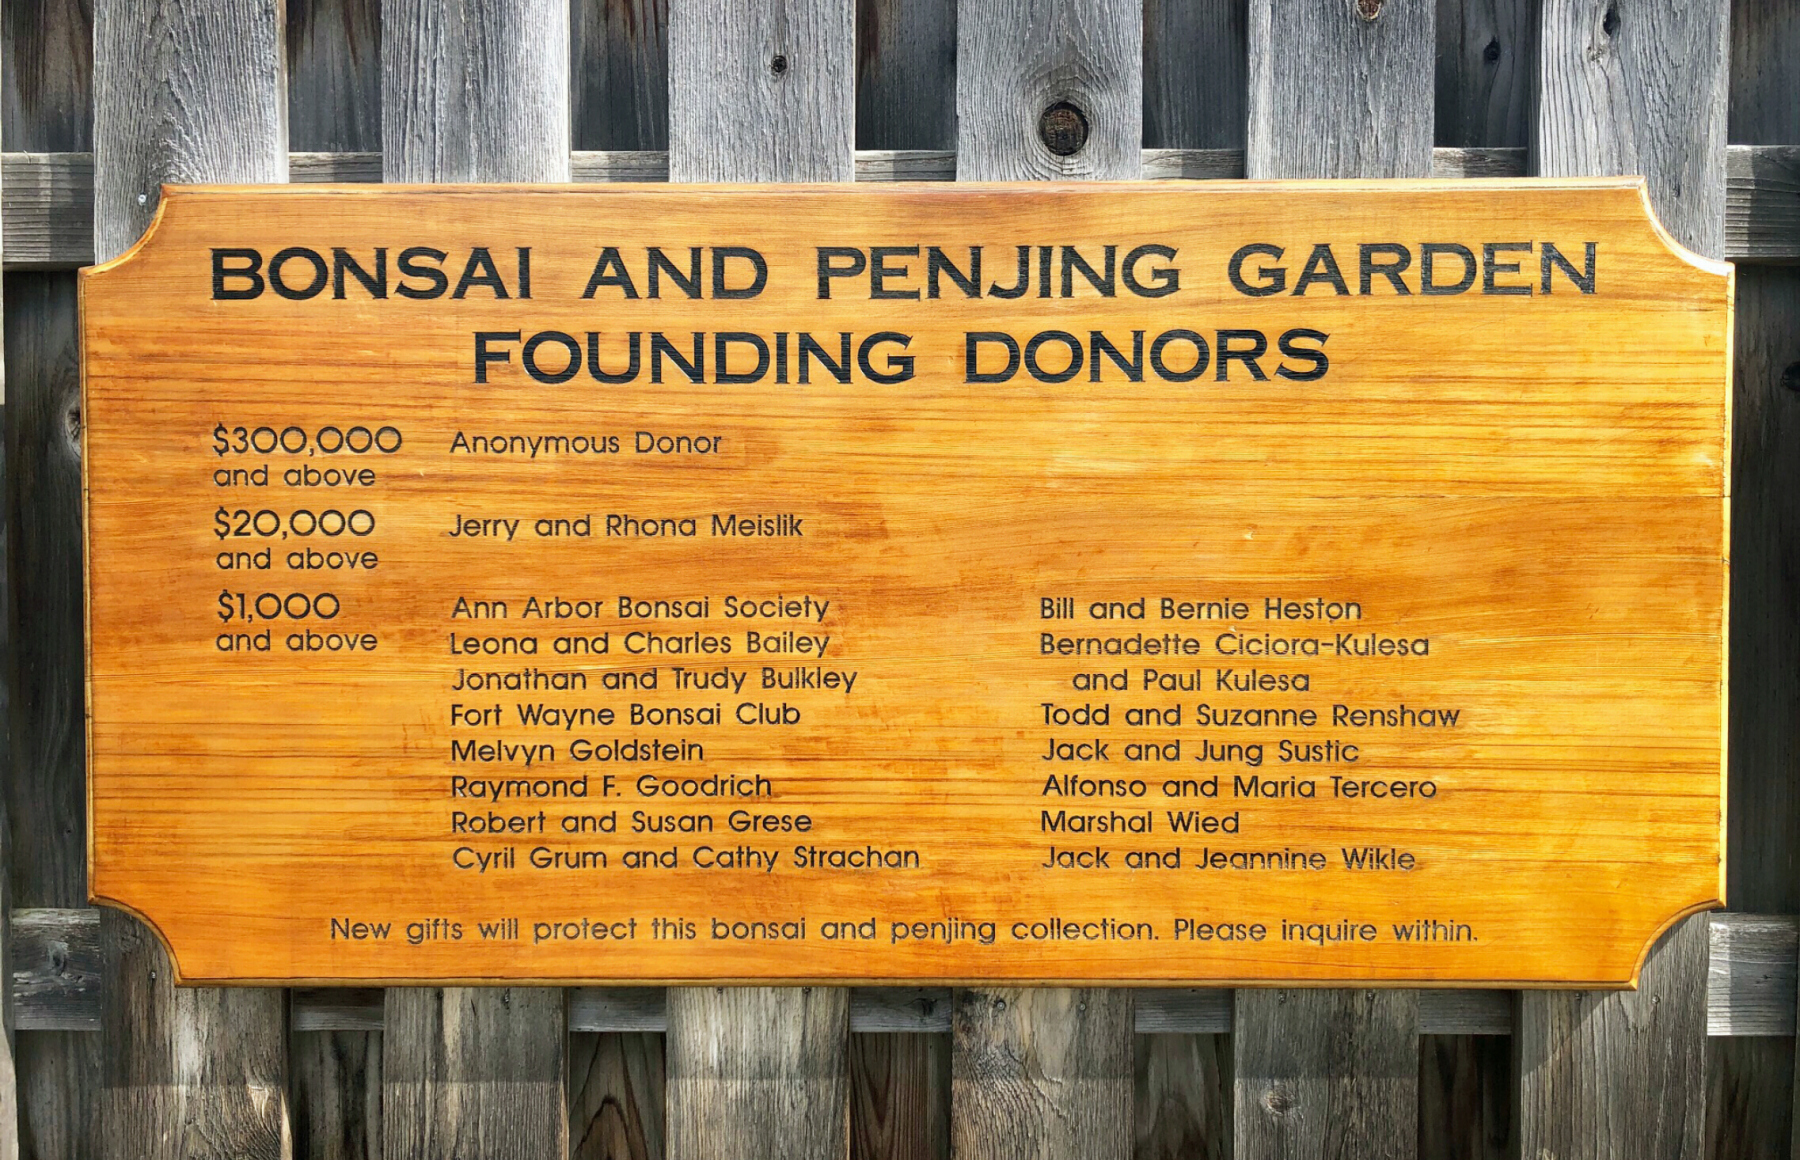 BONSAI AND PENJING GARDEN
FOUNDING DONORS
$300,000 Anonymous Donor
and above
$20,000 Jerry and Rhona Meislik
and above
$1,000 Ann Arbor Bonsai Society Bill and Bernie Heston
and above Leona and Charles Bailey Bernadette Ciciora-Kulesa
Jonathan and Trudy Bulkley and Paul Kulesa
Fort Wayne Bonsai Club Todd and Suzanne Renshaw
Melvyn Goldstein Jack and Jung Sustic
Raymond F. Goodrich Alfonso and Maria Tercero
Robert and Susan Grese Marshal Wied
Cyril Grum and Cathy Strachan Jack and Jeannine Wikle
New gifts will protect this bonsai and penjing collection. Please inquire within.